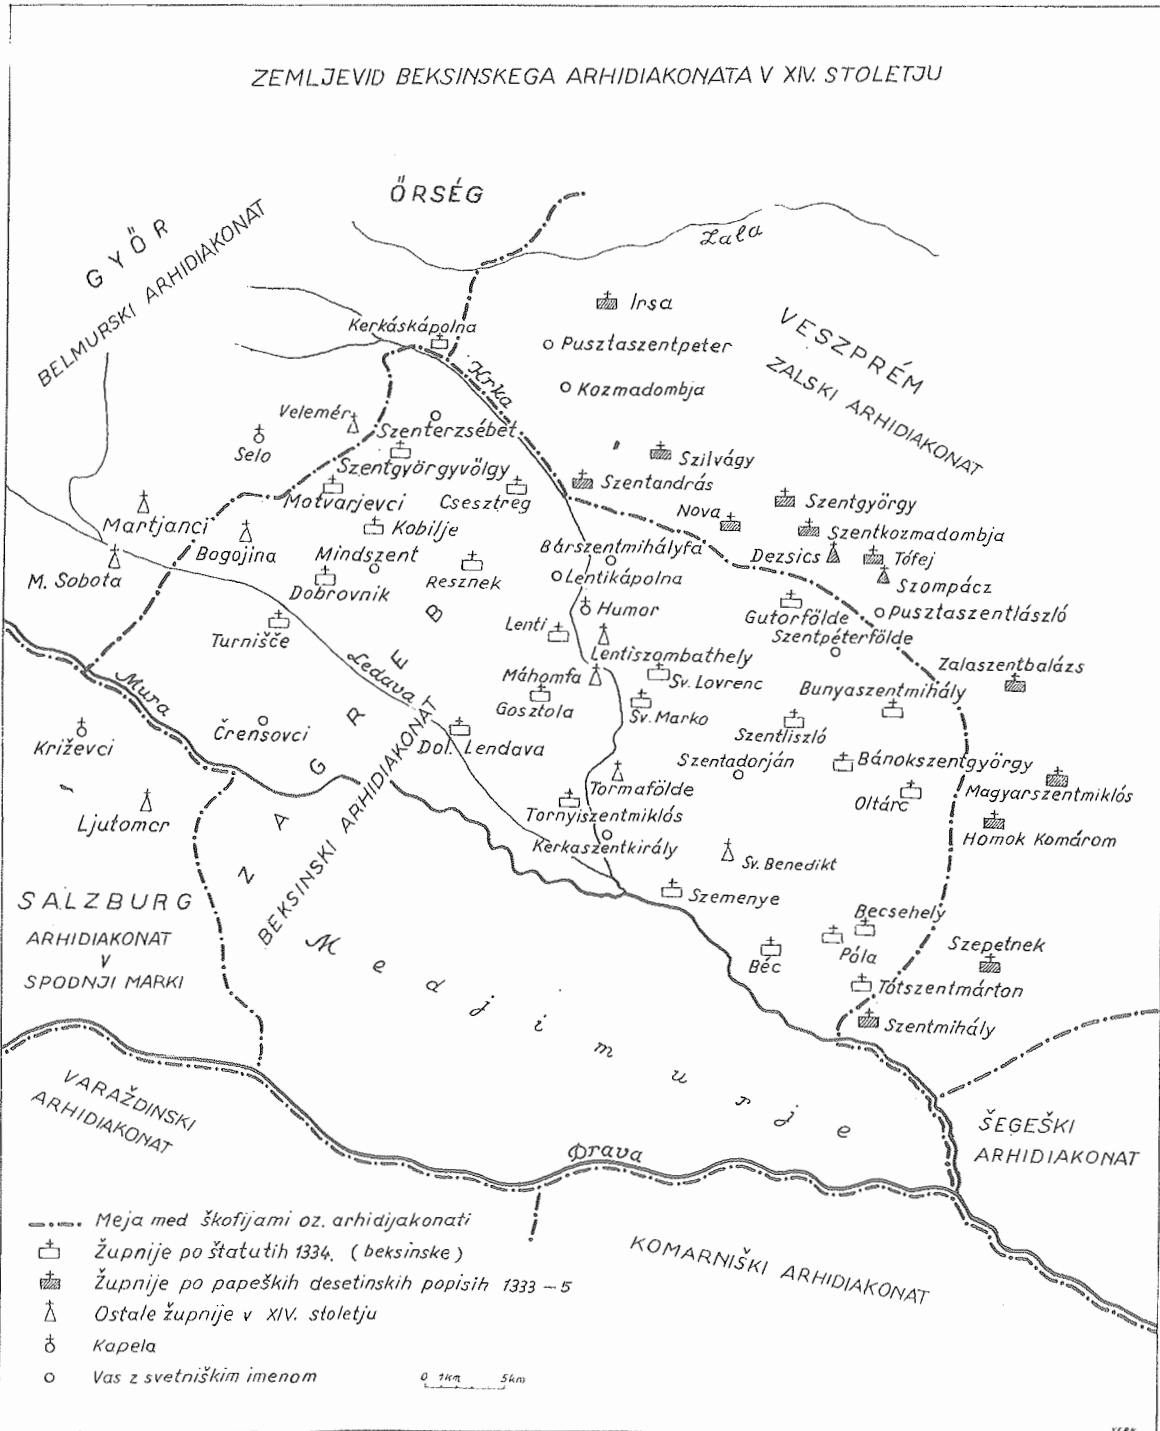 ZEMLJEVID BEKSINSKEGA ARHIDIAKONATA V XIV. STOLETJU
ŐRSÉG
GYŐR
BELMURSKI ARHIDIAKONAT
Zala
Irsa
Kerkáskápolna
Pusztaszentpeter
VESZPRÉM
ZALSKI ARHIDIAKONAT
Krka
Kozmadombja
Velemér
Szenterzsébet
Selo
Szentgyörgyvölgy
Szilvágy
Szentandrás
Motvarjevci
Csesztreg
Nova
Szentgyörgy
Martjanci
Kobilje
Szentkozmadombja
Bogojina
Mindszent
Bárszentmihályfa
Dezsics
Tófej
M. Sobota
Dobrovnik
Resznek
Lentikápolna
Szompácz
Humor
Gutorfölde
Pusztaszentlászló
Turnišče
Lenti
Szentpéterfölde
Ledava
Lentiszombathely
Zalaszentbalázs
Mura
Máhomfa
Sv. Lovrenc
Bunyaszentmihály
Gosztola
Sv. Marko
Križevci
Črensovci
Dol. Lendava
Szentliszló
Szentadorján
Bánokszentgyörgy
ZAGREB
BEKSINSKI ARHIDIAKONAT
Tormafölde
Oltárc
Magyarszentmiklós
Ljutomer
Tornyiszentmiklós
Homok Komárom
Kerkaszentkirály
Sv. Benedikt
SALZBURG
ARHIDIAKONAT
V
SPODNJI MARKI
Szemenye
Becsehely
Medjimurje
Béc
Póla
Szepetnek
Tótszentmárton
Szentmihály
VARAŽDINSKI
ARHIDIAKONAT
ŠEGEŠKI
ARHIDIAKONAT
Drava
KOMARNIŠKI ARHIDIAKONAT
Meja med škofijami oz. arhidijakonati
Župnije po štatutih 1334. (beksinske)
Župnije po papeških desetinskih popisih 1333-5
Ostale župnije v XIV. stoletju
Kapela
Vas z svetniškim imenom
0 1km 5km